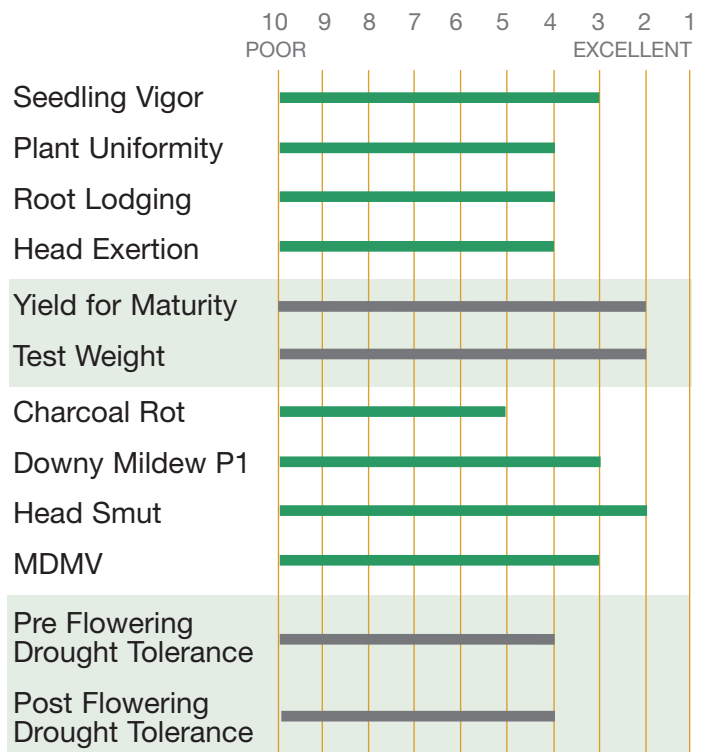 10 9 8 7 6 5 4 3 2 1
POOR EXCELLENT
Seedling Vigor
Plant Uniformity
Root Lodging
Head Exertion
Yield for Maturity
Test Weight
Charcoal Rot
Downy Mildew P1
Head Smut
MDMV
Pre Flowering
Drought Tolerance
Post Flowering
Drought Tolerance